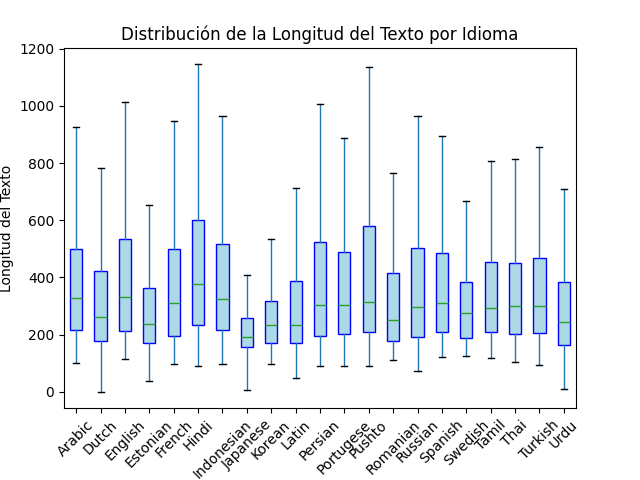 Distribución de la Longitud del Texto por Idioma
Longitud del Texto
1200
1000
800
600
400
200
0
Arabic
Dutch
English
Estonian
French
Hindi
Indonesian
Japanese
Korean
Latin
Persian
Portugese
Pushto
Romanian
Russian
Spanish
Swedish
Tamil
Thai
Turkish
Urdu